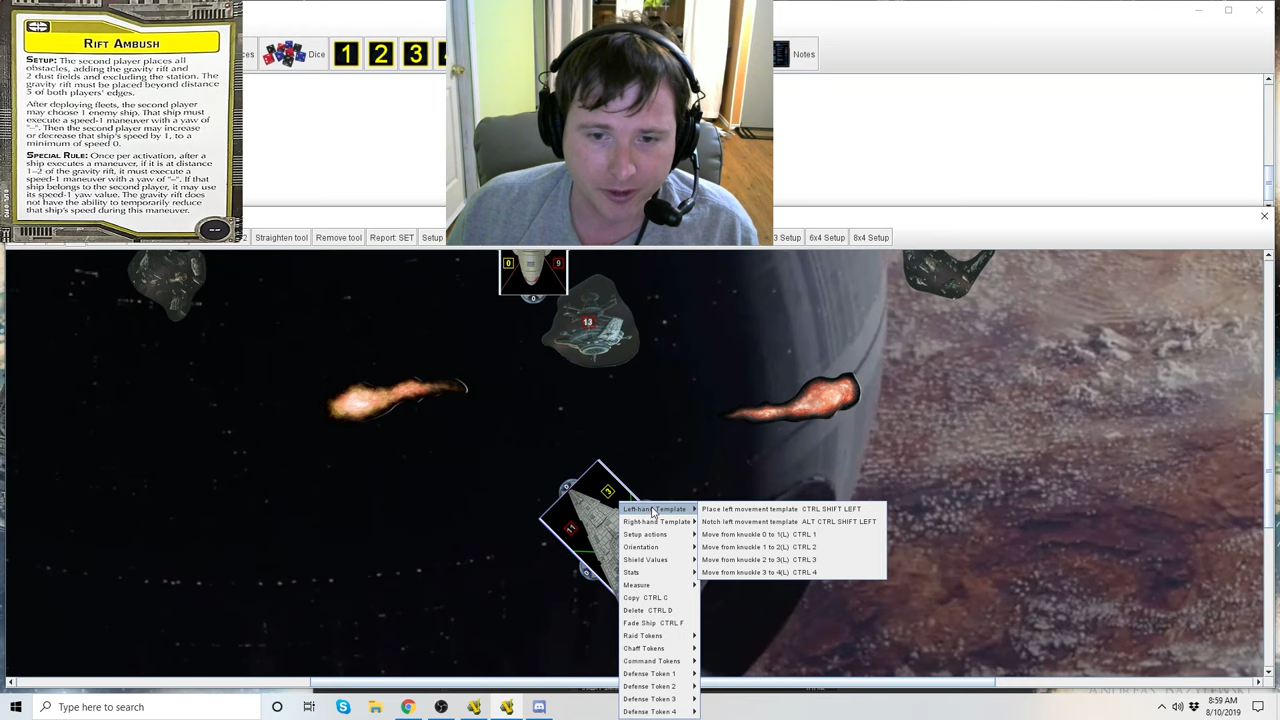 RIFT AMBUSH
SETUP: The second player places all
obstacles, adding the gravity rift and
2 dust fields and excluding the station. The
gravity rift must be placed beyond distance
5 of both players' edges.
After deploying fleets, the second player
may choose 1 enemy ship. That ship must
execute a speed-1 maneuver with a yaw of
"–". Then the second player may increase
or decrease that ship's speed by 1, to a
minimum of speed 0.
SPECIAL RULE: Once per activation, after a
ship executes a maneuver, if it is at distance
1–2 of the gravity rift, it must execute a
speed-1 maneuver with a yaw of "–". If that
ship belongs to the second player, it may use
its speed-1 yaw value. The gravity rift does
not have the ability to temporarily reduce
that ship's speed during this maneuver.
--
Dice
1
2
3
Notes
Straighten tool
Remove tool
Report: SET
Setup
3 Setup
6x4 Setup
8x4 Setup
0
9
0
13
3
11
0
Left-hand Template
Right-hand Template
Setup actions
Orientation
Shield Values
Stats
Measure
Copy CTRL C
Delete CTRL D
Fade Ship CTRL F
Raid Tokens
Chaff Tokens
Command Tokens
Defense Token 1
Defense Token 2
Defense Token 3
Defense Token 4
Place left movement template CTRL SHIFT LEFT
Notch left movement template ALT CTRL SHIFT LEFT
Move from knuckle 0 to 1(L) CTRL 1
Move from knuckle 1 to 2(L) CTRL 2
Move from knuckle 2 to 3(L) CTRL 3
Move from knuckle 3 to 4(L) CTRL 4
Type here to search
8:59 AM
8/10/2019